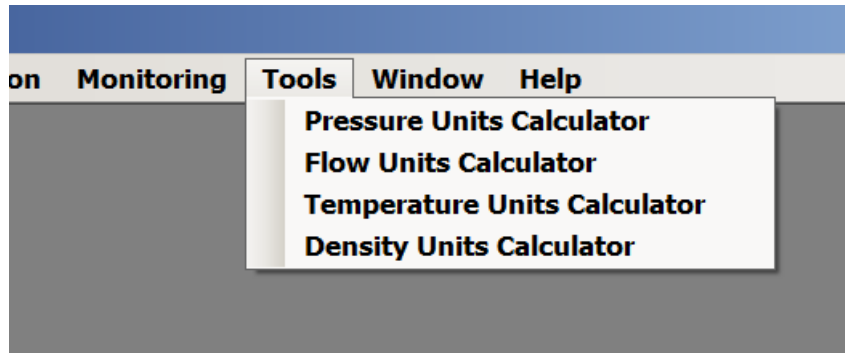 on Monitoring Tools Window Help
Pressure Units Calculator
Flow Units Calculator
Temperature Units Calculator
Density Units Calculator